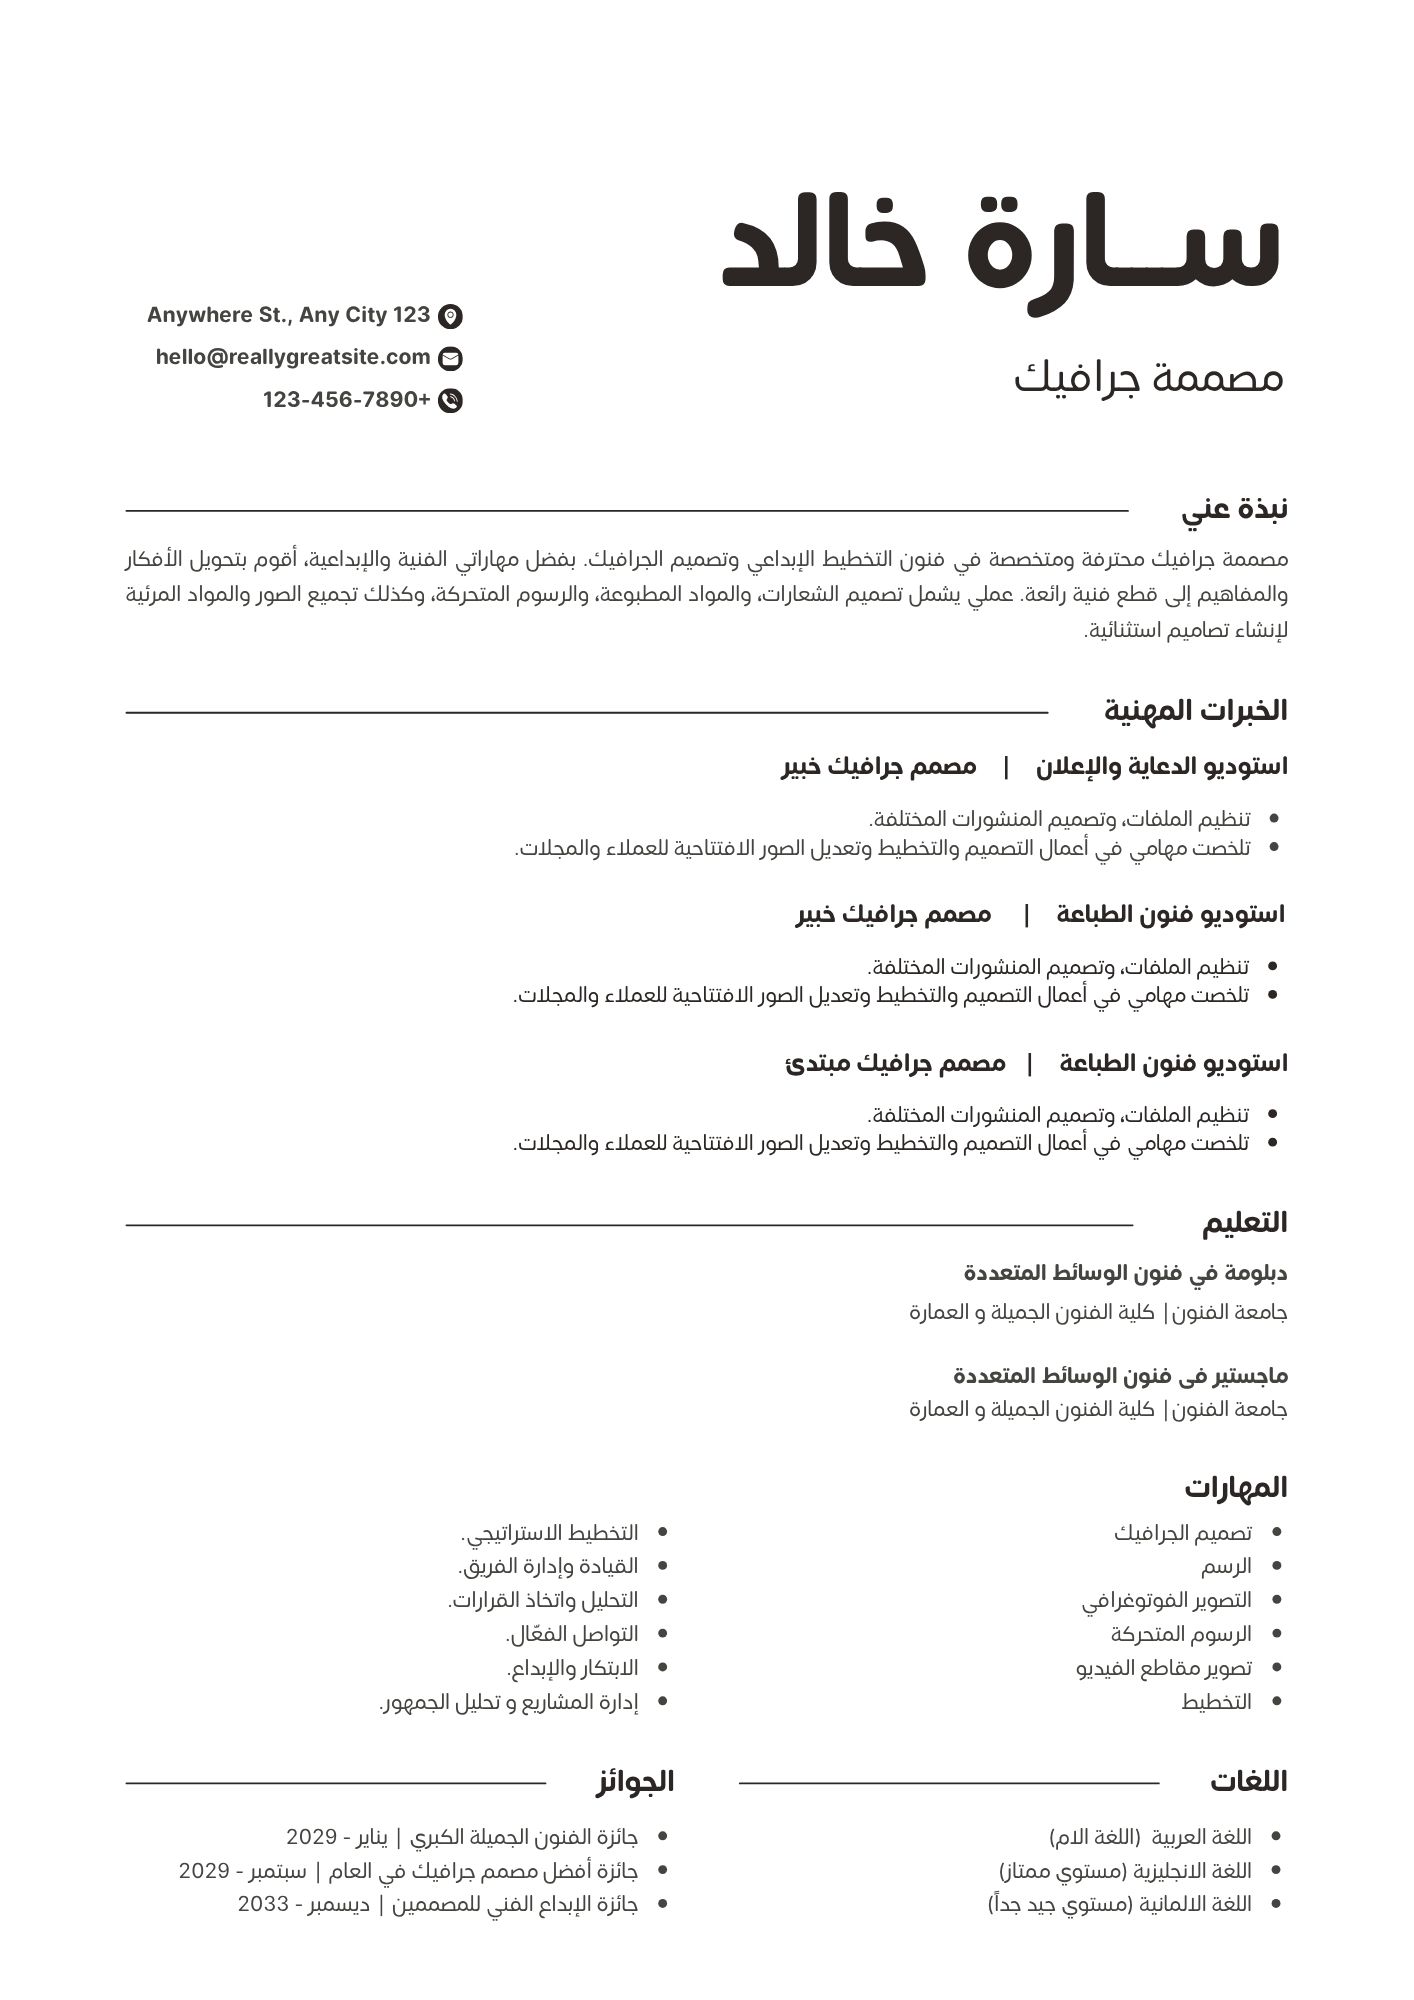 سـارة خالد
مصممة جرافيك
Anywhere St., Any City 123
hello@reallygreatsite.com
123-456-7890+
نبذة عني
مصممة جرافيك محترفة ومتخصصة في فنون التخطيط الإبداعي وتصميم الجرافيك. بفضل مهاراتي الفنية والإبداعية، أقوم بتحويل الأفكار
والمفاهيم إلى قطع فنية رائعة. عملي يشمل تصميم الشعارات، والمواد المطبوعة، والرسوم المتحركة، وكذلك تجميع الصور والمواد المرئية
لإنشاء تصاميم استثنائية.
الخبرات المهنية
استوديو الدعاية والإعلان | مصمم جرافيك خبير
• تنظيم الملفات، وتصميم المنشورات المختلفة.
• تلخصت مهامي في أعمال التصميم والتخطيط وتعديل الصور الافتتاحية للعملاء والمجلات.
استوديو فنون الطباعة | مصمم جرافيك خبير
• تنظيم الملفات، وتصميم المنشورات المختلفة.
• تلخصت مهامي في أعمال التصميم والتخطيط وتعديل الصور الافتتاحية للعملاء والمجلات.
استوديو فنون الطباعة | مصمم جرافيك مبتدئ
• تنظيم الملفات، وتصميم المنشورات المختلفة.
• تلخصت مهامي في أعمال التصميم والتخطيط وتعديل الصور الافتتاحية للعملاء والمجلات.
التعليم
دبلومة في فنون الوسائط المتعددة
جامعة الفنون| كلية الفنون الجميلة و العمارة
ماجستير فى فنون الوسائط المتعددة
جامعة الفنون| كلية الفنون الجميلة و العمارة
المهارات
• تصميم الجرافيك
• الرسم
• التصوير الفوتوغرافي
• الرسوم المتحركة
• تصوير مقاطع الفيديو
• التخطيط
• التخطيط الاستراتيجي.
• القيادة وإدارة الفريق.
• التحليل واتخاذ القرارات.
• التواصل الفعّال.
• الابتكار والإبداع.
• إدارة المشاريع و تحليل الجمهور.
اللغات
• اللغة العربية (اللغة الام)
• اللغة الانجليزية (مستوي ممتاز)
• اللغة الالمانية (مستوي جيد جداً)
الجوائز
• جائزة الفنون الجميلة الكبري | يناير - 2029
• جائزة أفضل مصمم جرافيك في العام | سبتمبر - 2029
• جائزة الإبداع الفني للمصممين | ديسمبر - 2033